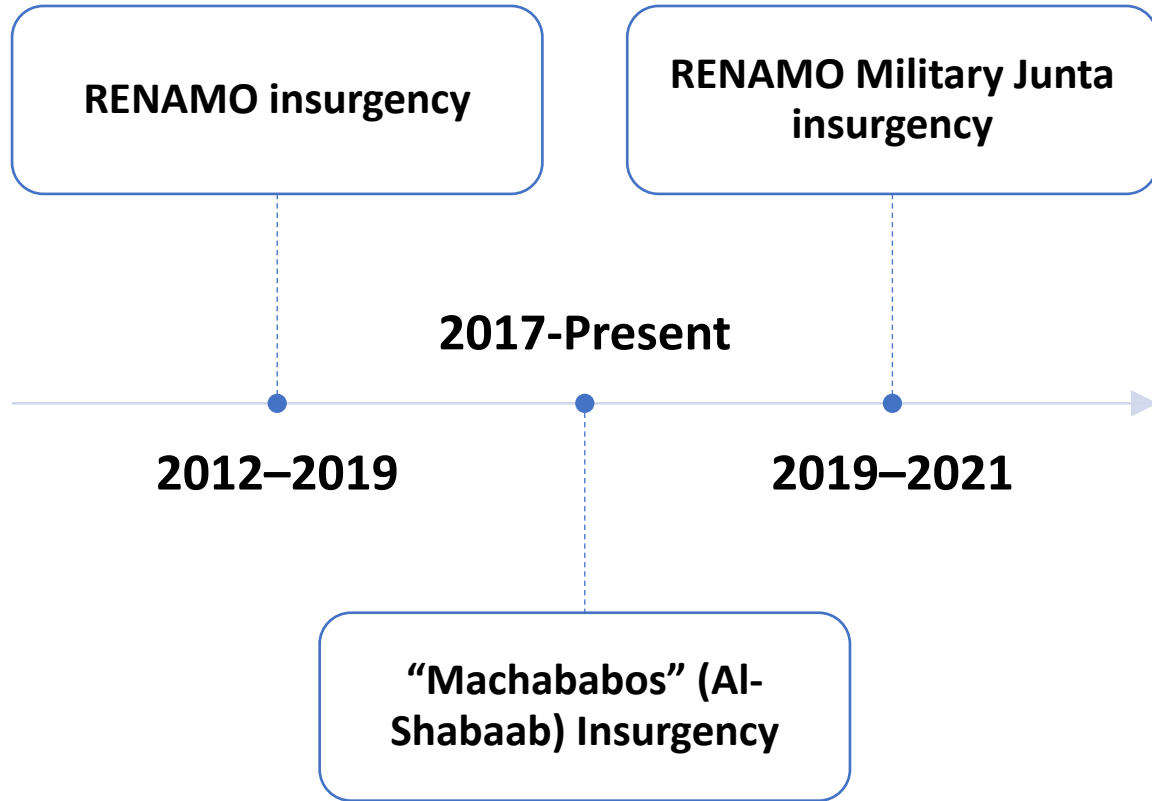 RENAMO insurgency
RENAMO Military Junta
insurgency
2017-Present
2012–2019
2019–2021
“Machababos” (Al-
Shabaab) Insurgency